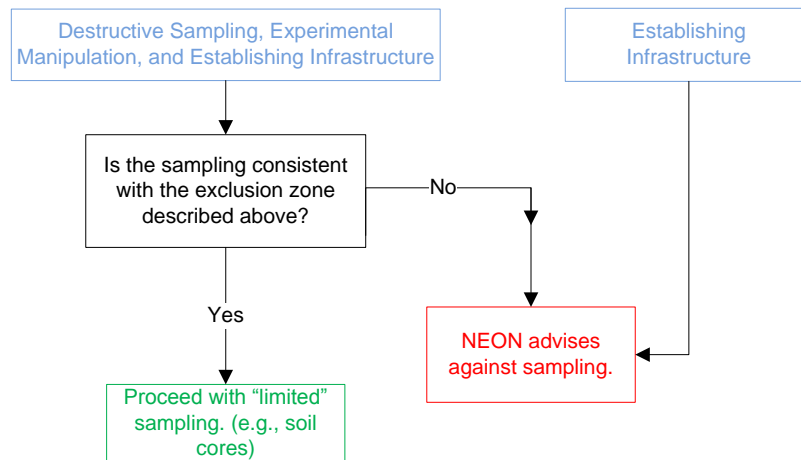 Destructive Sampling, Experimental
Manipulation, and Establishing Infrastructure
Establishing
Infrastructure
Is the sampling consistent
with the exclusion zone
described above?
No
Yes
NEON advises
against sampling.
Proceed with “limited”
sampling. (e.g., soil
cores)